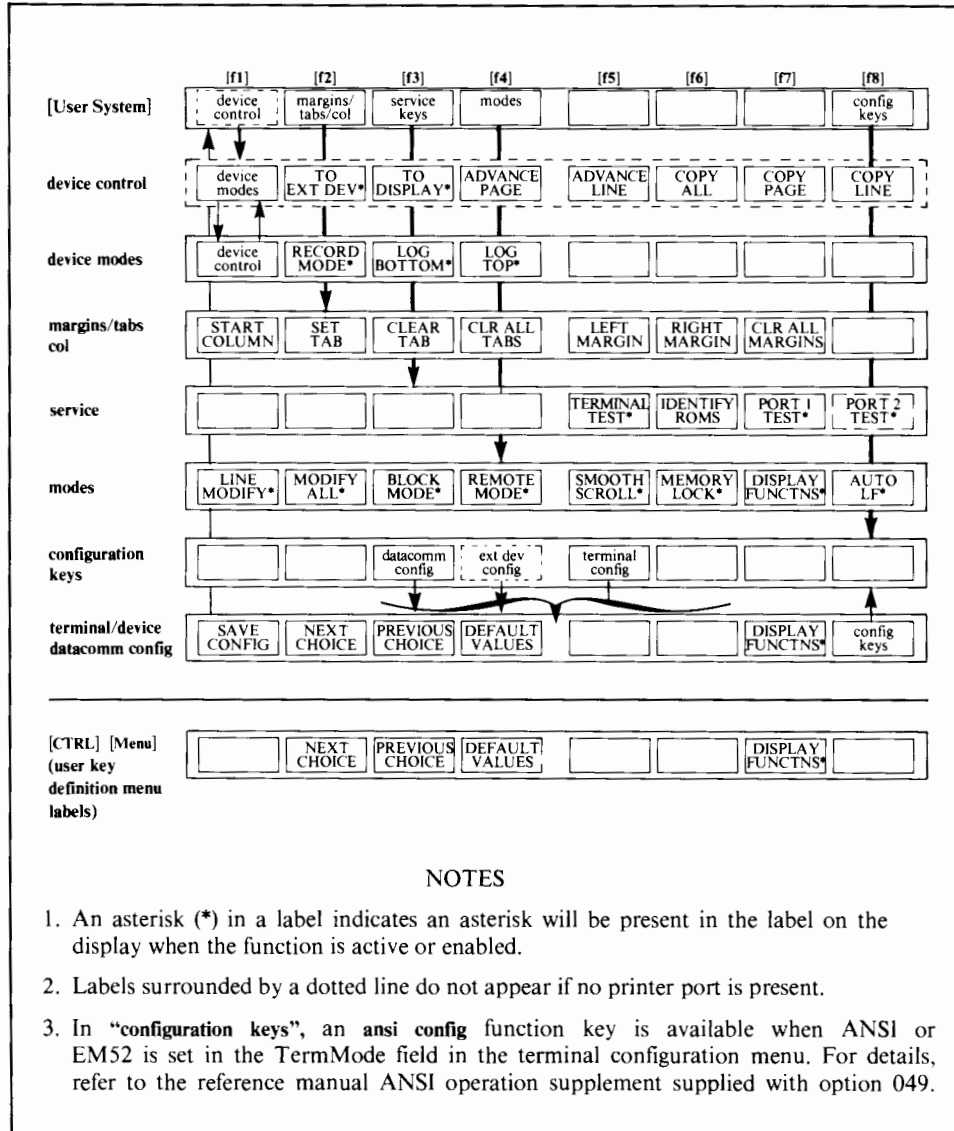 [f1] [f2] [f3] [f4] [f5] [f6] [f7] [f8]
[User System]
device control
margins/ tabs/col
service keys
modes
config keys
device control
device modes
TO EXT DEV*
TO DISPLAY*
ADVANCE PAGE
ADVANCE LINE
COPY ALL
COPY PAGE
COPY LINE
device modes
device control
RECORD MODE*
LOG BOTTOM*
LOG TOP*
margins/tabs col
START COLUMN
SET TAB
CLEAR TAB
CLR ALL TABS
LEFT MARGIN
RIGHT MARGIN
CLR ALL MARGINS
service
TERMINAL TEST*
IDENTIFY ROMS
PORT 1 TEST*
PORT 2 TEST*
modes
LINE MODIFY*
MODIFY ALL*
BLOCK MODE*
REMOTE MODE*
SMOOTH SCROLL*
MEMORY LOCK*
DISPLAY FUNCTNS*
AUTO LF*
configuration keys
datacomm config
ext dev config
terminal config
terminal/device datacomm config
SAVE CONFIG
NEXT CHOICE
PREVIOUS CHOICE
DEFAULT VALUES
DISPLAY FUNCTNS*
config keys
[CTRL] [Menu]
(user key
definition menu
labels)
NEXT CHOICE
PREVIOUS CHOICE
DEFAULT VALUES
DISPLAY FUNCTNS*
NOTES
1. An asterisk (*) in a label indicates an asterisk will be present in the label on the
display when the function is active or enabled.
2. Labels surrounded by a dotted line do not appear if no printer port is present.
3. In “configuration keys”, an ansi config function key is available when ANSI or
EM52 is set in the TermMode field in the terminal configuration menu. For details,
refer to the reference manual ANSI operation supplement supplied with option 049.